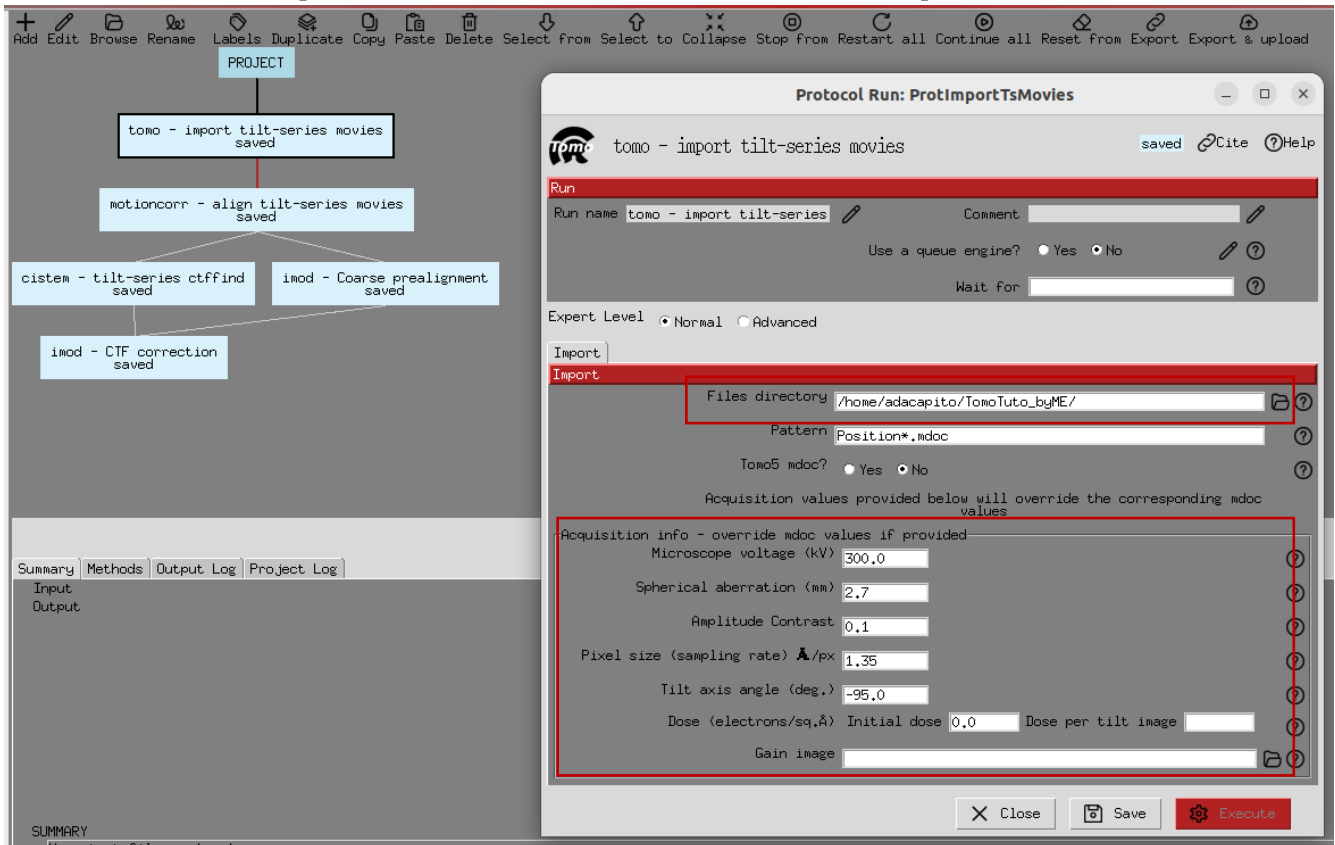 Add Edit Browse Rename Labels Duplicate Copy Paste Delete Select from Select to Collapse Stop from Restart all Continue all Reset from Export Export & upload
PROJECT
tomo - import tilt-series movies
saved
motioncorr - align tilt-series movies
saved
cistem - tilt-series ctffind
saved
imod - Coarse prealignment
saved
imod - CTF correction
saved
Summary Methods Output Log Project Log
Input
Output
SUMMARY
Protocol Run: ProtImportTsMovies
Tomo
tomo - import tilt-series movies
saved Cite Help
Run
Run name tomo - import tilt-series Comment
Use a queue engine? Yes No
Wait for
Expert Level Normal Advanced
Import
Import
Files directory /home/adacapito/TomoTuto_byME/
Pattern Position*.mdoc
Tomo5 mdoc? Yes No
Acquisition values provided below will override the corresponding mdoc
values
Acquisition info - override mdoc values if provided
Microscope voltage (kV) 300.0
Spherical aberration (mm) 2.7
Amplitude Contrast 0.1
Pixel size (sampling rate) Å/px 1.35
Tilt axis angle (deg.) -95.0
Dose (electrons/sq.Å) Initial dose 0.0 Dose per tilt image
Gain image
Close Save Execute